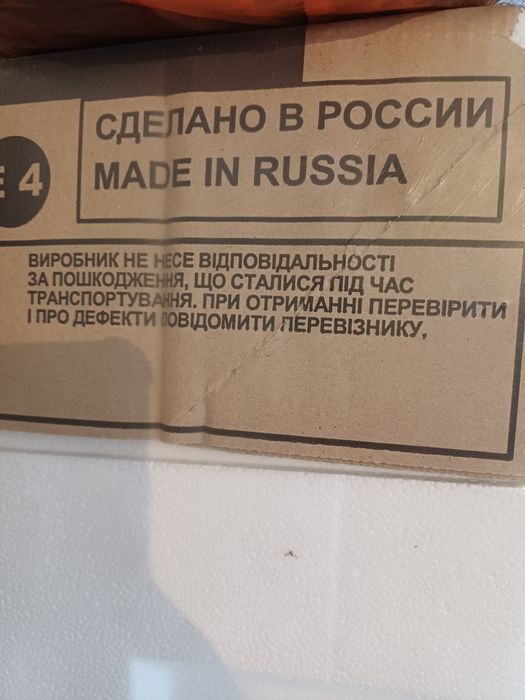 СДЕЛАНО В РОССИИ
MADE IN RUSSIA
E 4
ВИРОБНИК НЕ НЕСЕ ВІДПОВІДАЛЬНОСТІ
ЗА ПОШКОДЖЕННЯ, ЩО СТАЛИСЯ ПІД ЧАС
ТРАНСПОРТУВАННЯ. ПРИ ОТРИМАННІ ПЕРЕВІРИТИ
І ПРО ДЕФЕКТИ ПОВІДОМИТИ ПЕРЕВІЗНИКУ.